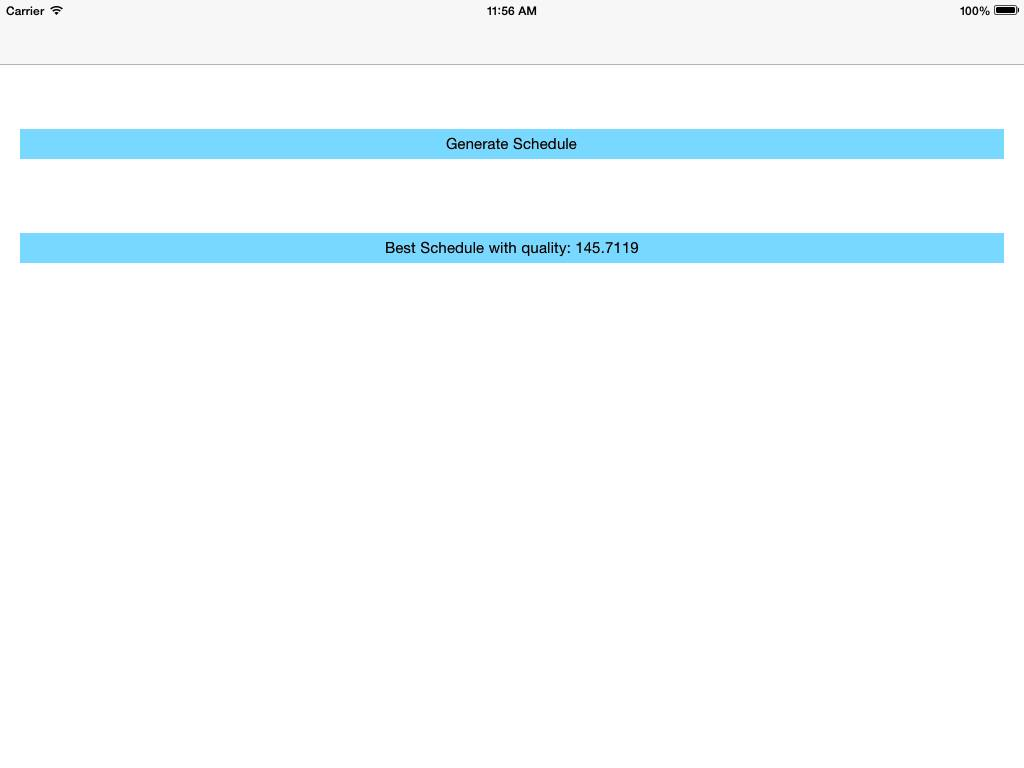 Carrier 11:56 AM 100%
Generate Schedule
Best Schedule with quality: 145.7119